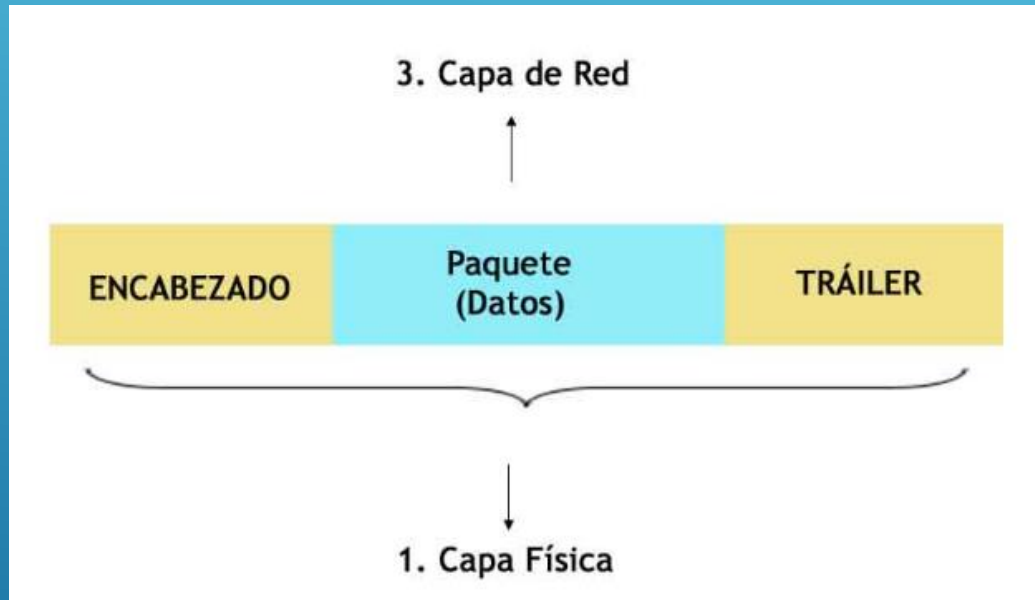 3. Capa de Red
ENCABEZADO
Paquete
(Datos)
TRÁILER
1. Capa Física